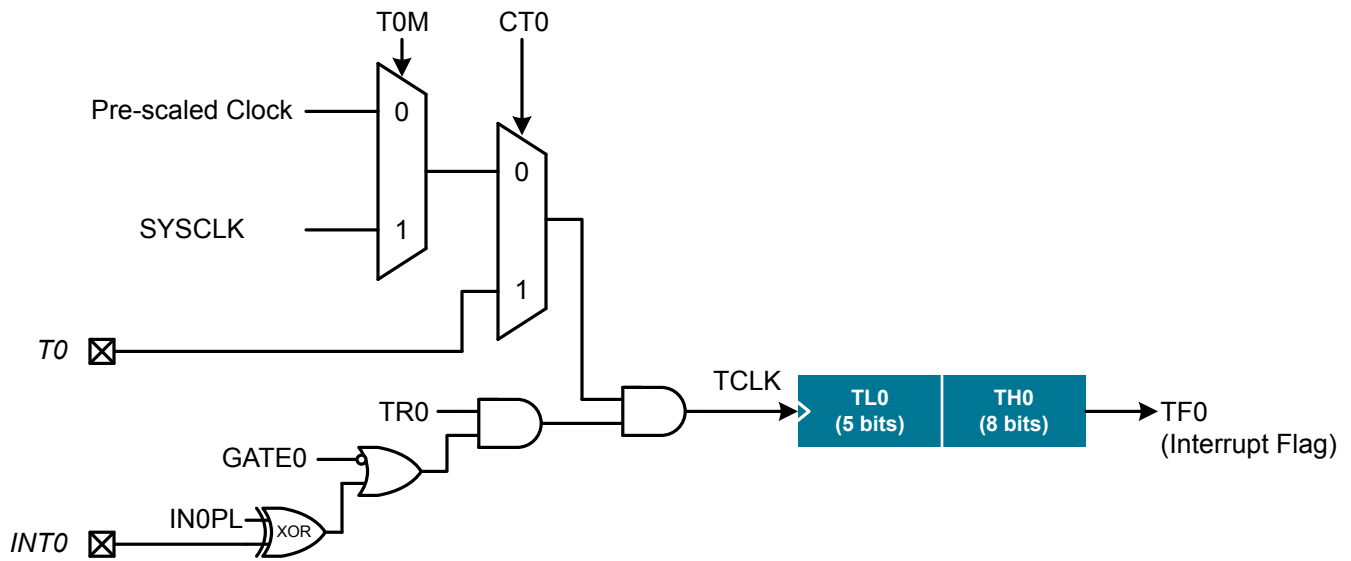 T0M
CT0
Pre-scaled Clock
0
0
SYSCLK
1
1
T0
TCLK
TL0
(5 bits)
TH0
(8 bits)
TR0
TF0
(Interrupt Flag)
GATE0
IN0PL
XOR
INT0